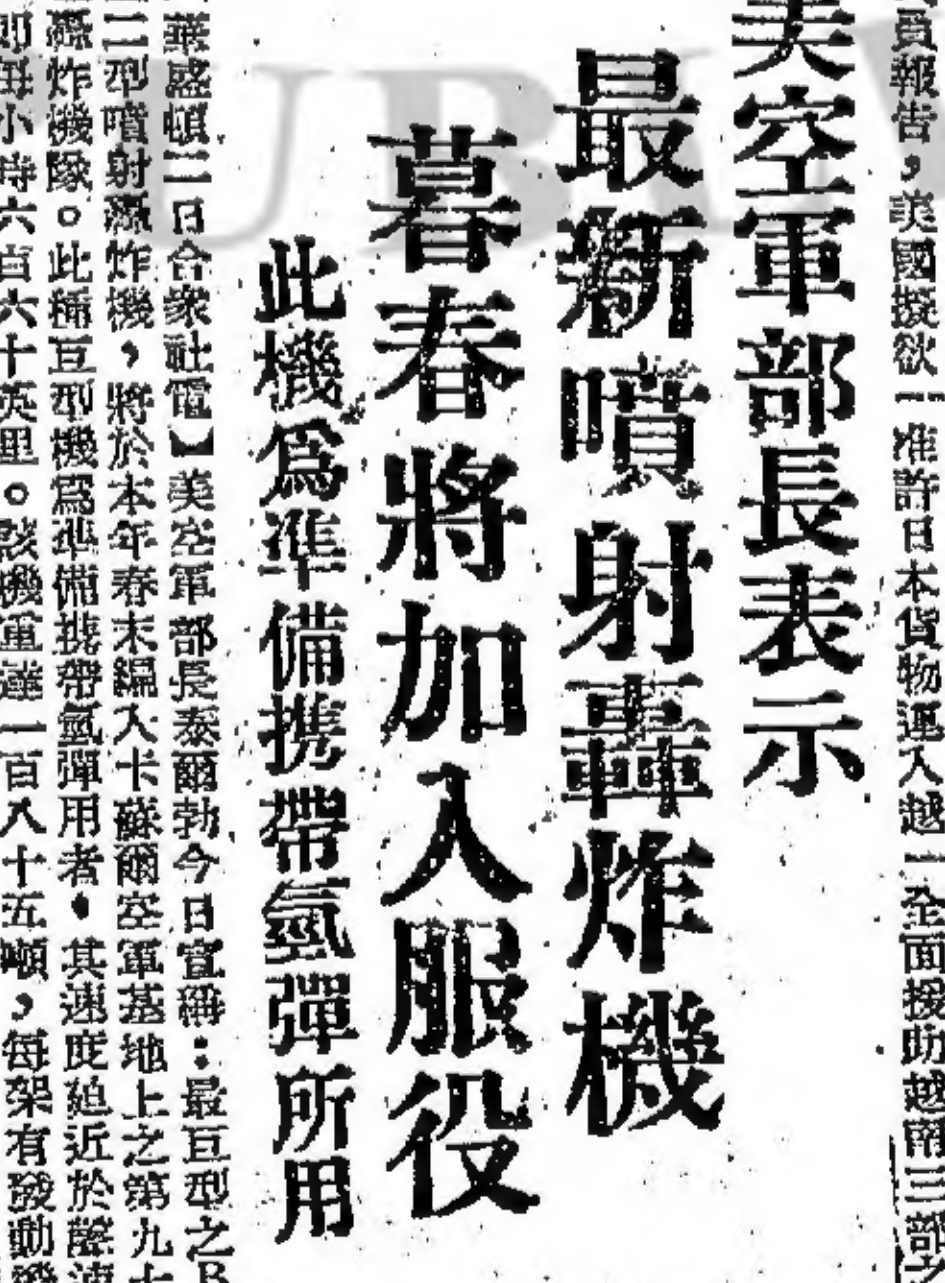 員報告，美國擬欲一准許日本貨物運入越一全面援助越南三部之
美空軍部長表示
最新噴射轟炸機
暮春將加入服役
此機爲準備携帶氫彈所用
華盛頓二日合衆社電】美空軍部長泰爾勃今日宣稱：最巨型之B
二型噴射轟炸機，將於本年春末編入卡蘇爾空軍基地上之第九十
轟炸機隊。此種巨型機爲準備携帶氫彈用者，其速度廹近於聲速
即每小時六百六十英里。該機重達一百八十五噸，每架有發動機